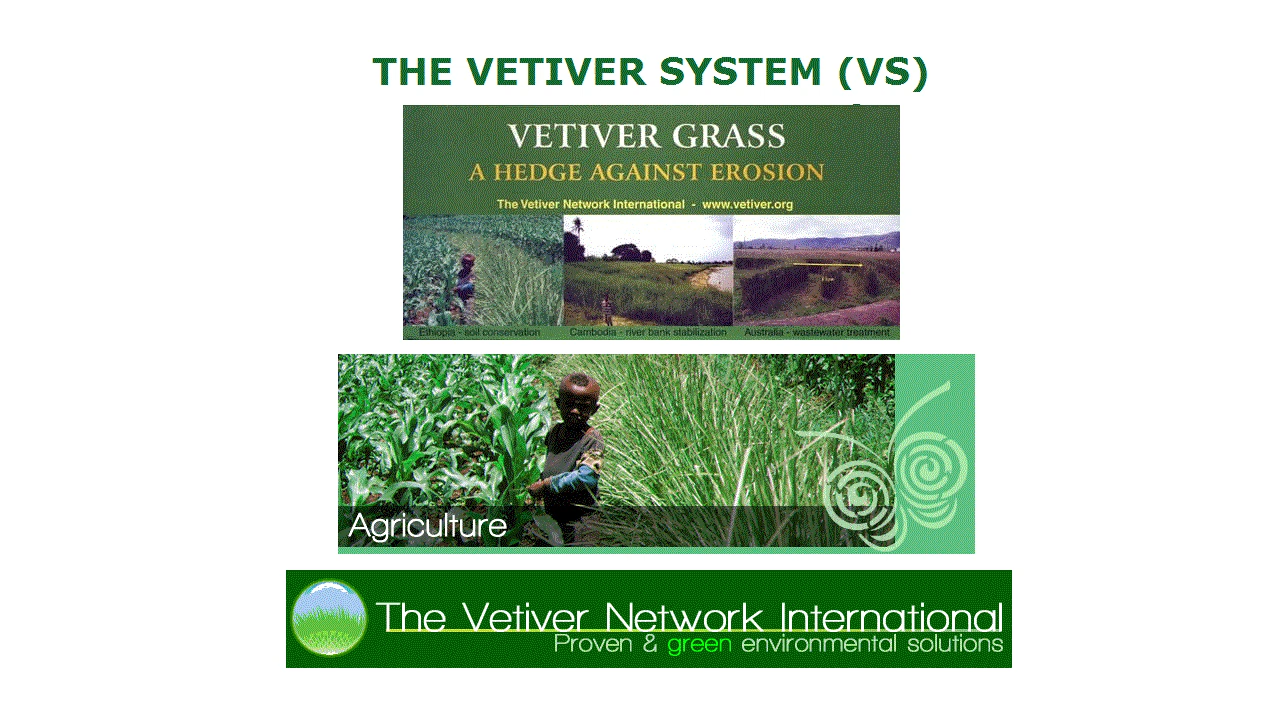 THE VETIVER SYSTEM (VS)
VETIVER GRASS
A HEDGE AGAINST EROSION
The Vetiver Network International - www.vetiver.org
Ethiopia - soil conservation
Cambodia - river bank stabilization
Australia - wastewater treatment
Agriculture
The Vetiver Network International
Proven & green environmental solutions